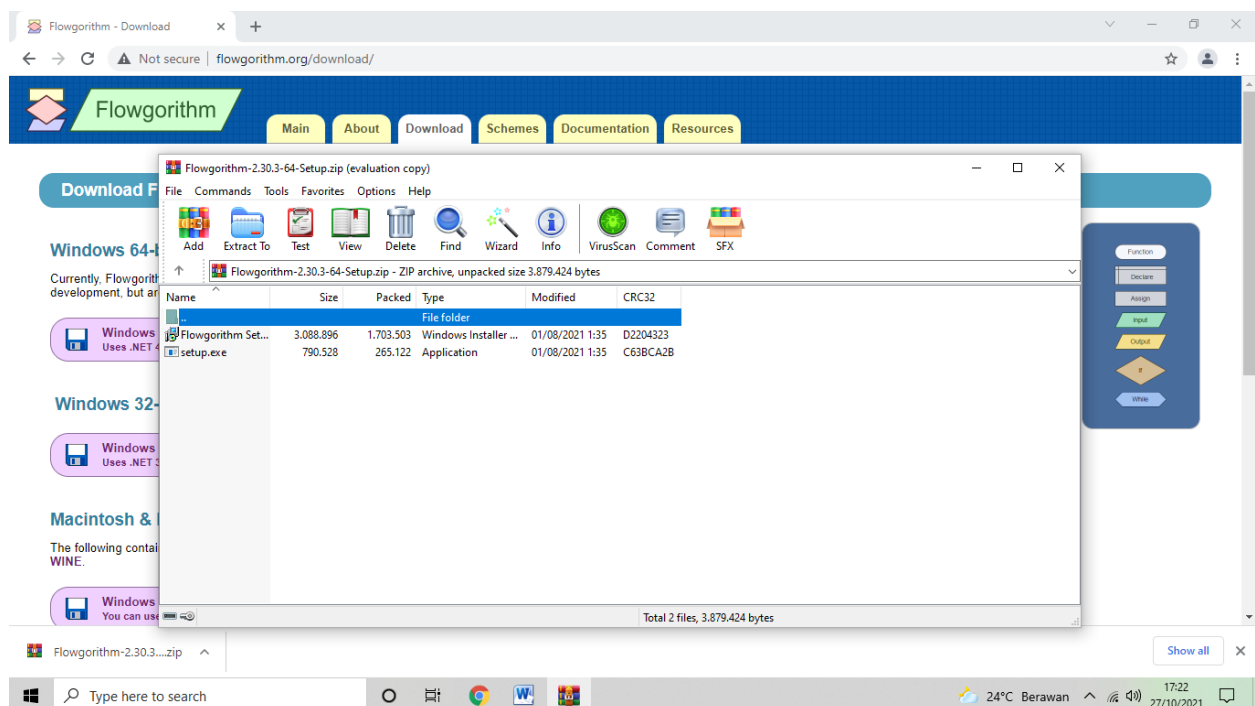 Flowgorithm - Download
Not secure | flowgorithm.org/download/
Flowgorithm
Main About Download Schemes Documentation Resources
Download F
Flowgorithm-2.30.3-64-Setup.zip (evaluation copy)
File Commands Tools Favorites Options Help
Add Extract To Test View Delete Find Wizard Info VirusScan Comment SFX
Flowgorithm-2.30.3-64-Setup.zip - ZIP archive, unpacked size 3.879.424 bytes
Name Size Packed Type Modified CRC32
.. File folder
Flowgorithm Set... 3.088.896 1.703.503 Windows Installer ... 01/08/2021 1:35 D2204323
setup.exe 790.528 265.122 Application 01/08/2021 1:35 C63BCA2B
Total 2 files, 3.879.424 bytes
Windows 64-b
Currently, Flowgorith
development, but ar
Windows
Uses .NET 4
Windows 32-
Windows
Uses .NET 3
Macintosh &
The following contai
WINE.
Windows
You can use
Function
Declare
Assign
Input
Output
If
While
Flowgorithm-2.30.3....zip
Show all
Type here to search
24°C Berawan
17:22
27/10/2021